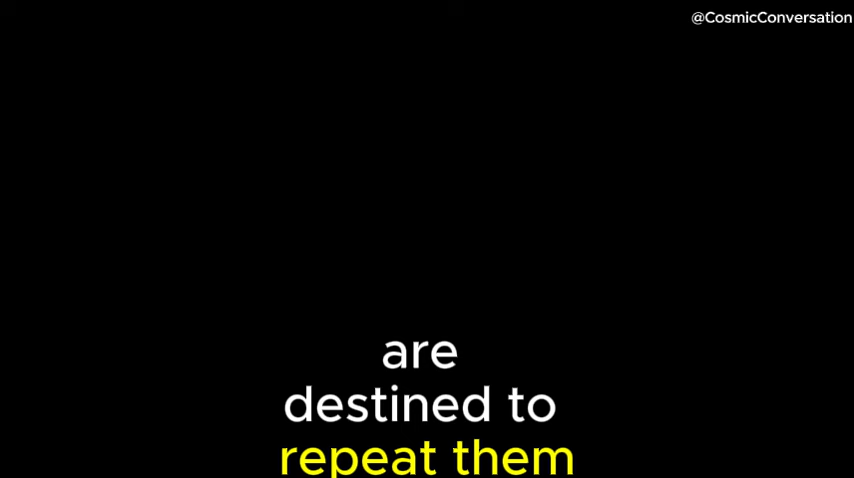 @CosmicConversation
are
destined to
repeat them